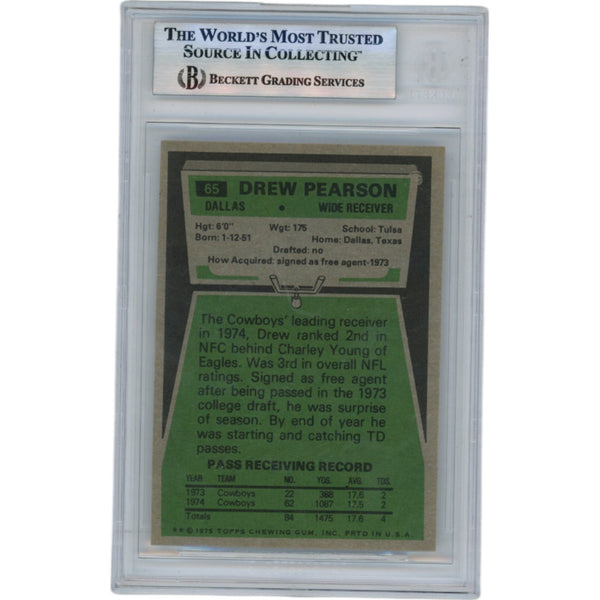 THE WORLD'S MOST TRUSTED
SOURCE IN COLLECTING™
BECKETT GRADING SERVICES
65 DREW PEARSON
DALLAS • WIDE RECEIVER
Hgt: 6'0" Wgt: 175 School: Tulsa
Born: 1-12-51 Home: Dallas, Texas
Drafted: no
How Acquired: signed as free agent-1973
The Cowboys' leading receiver
in 1974, Drew ranked 2nd in
NFC behind Charley Young of
Eagles. Was 3rd in overall NFL
ratings. Signed as free agent
after being passed in the 1973
college draft, he was surprise
of season. By end of year he
was starting and catching TD
passes.
PASS RECEIVING RECORD
YEAR TEAM NO. YDS. AVG. TDS.
1973 Cowboys 22 388 17.6 2
1974 Cowboys 62 1087 17.5 2
Totals 84 1475 17.6 4
** © 1975 TOPPS CHEWING GUM, INC. PRTD IN U.S.A.